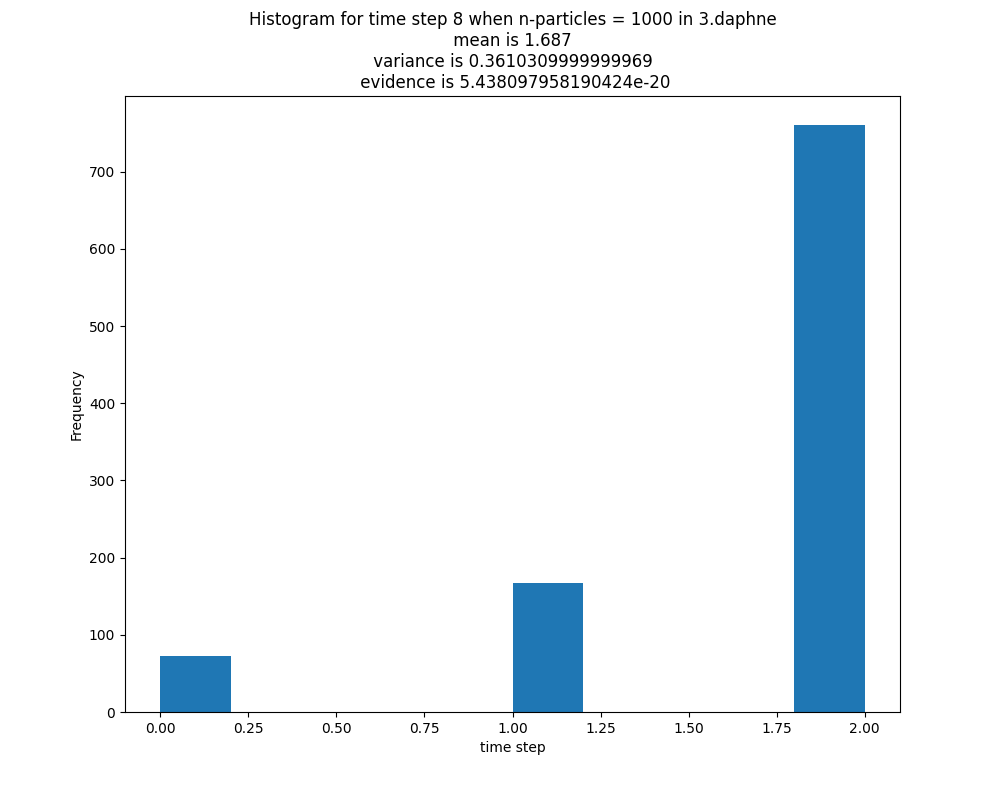 Histogram for time step 8 when n-particles = 1000 in 3.daphne
mean is 1.687
variance is 0.3610309999999969
evidence is 5.438097958190424e-20
700
600
500
400
300
200
100
0
Frequency
0.00 0.25 0.50 0.75 1.00 1.25 1.50 1.75 2.00
time step